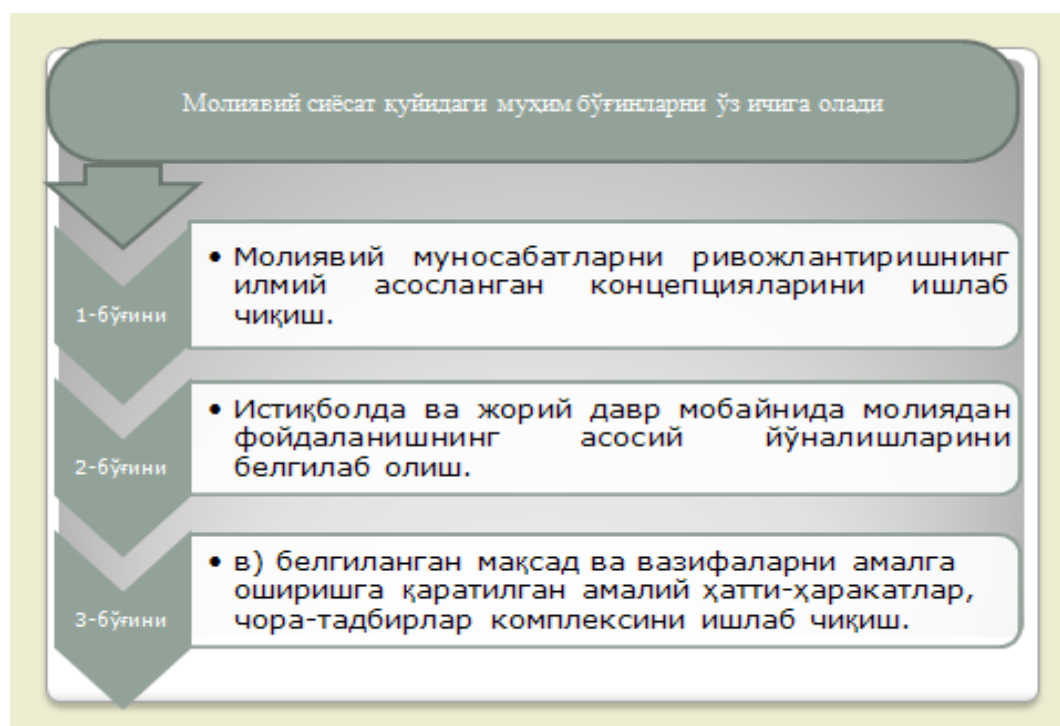 Молиявий сиёсат қуйидаги муҳим бўғинларни ўз ичига олади
1-бўғини
• Молиявий муносабатларни ривожлантиришнинг
илмий асосланган концепцияларини ишлаб
чиқиш.
2-бўғини
• Истиқболда ва жорий давр мобайнида молиядан
фойдаланишнинг асосий йўналишларини
белгилаб олиш.
3-бўғини
• в) белгиланган мақсад ва вазифаларни амалга
оширишга қаратилган амалий ҳатти-ҳаракатлар,
чора-тадбирлар комплексини ишлаб чиқиш.